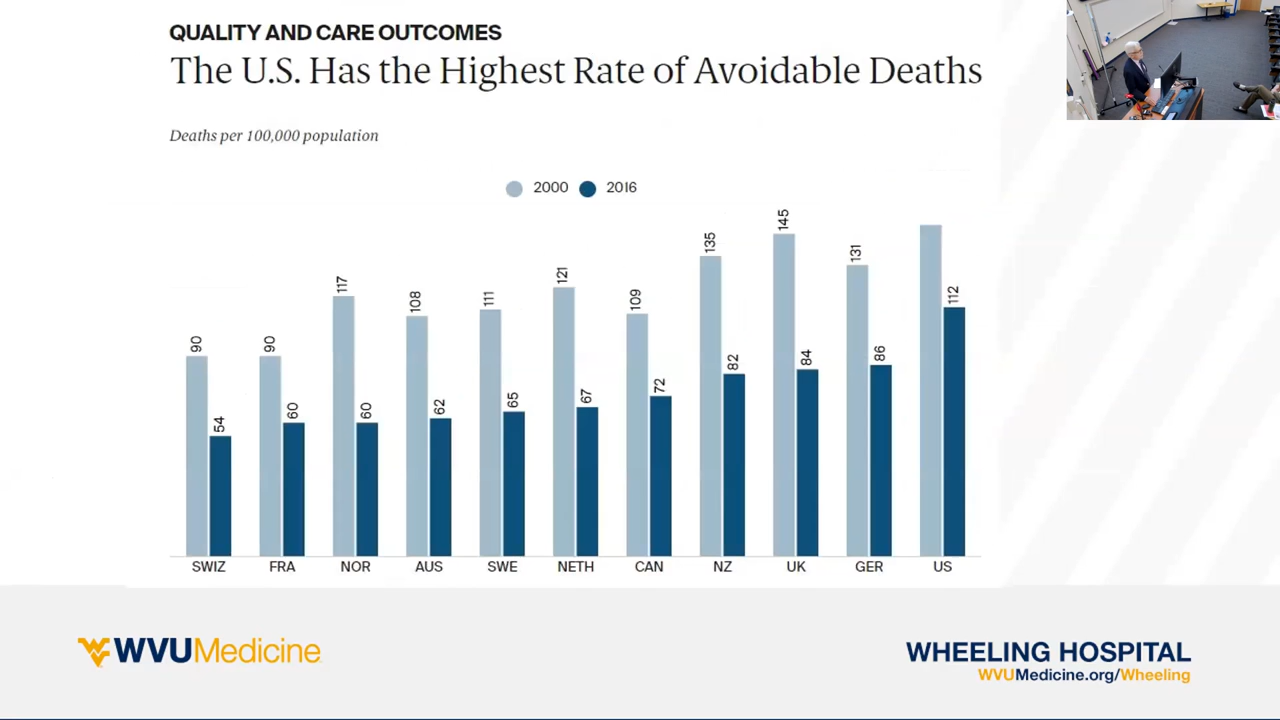 QUALITY AND CARE OUTCOMES
The U.S. Has the Highest Rate of Avoidable Deaths
Deaths per 100,000 population
2000 2016
90 54
90 60
117 60
108 62
111 65
121 67
109 72
135 82
145 84
131 86
112
SWIZ FRA NOR AUS SWE NETH CAN NZ UK GER US
WVUMedicine
WHEELING HOSPITAL
WVUMedicine.org/Wheeling